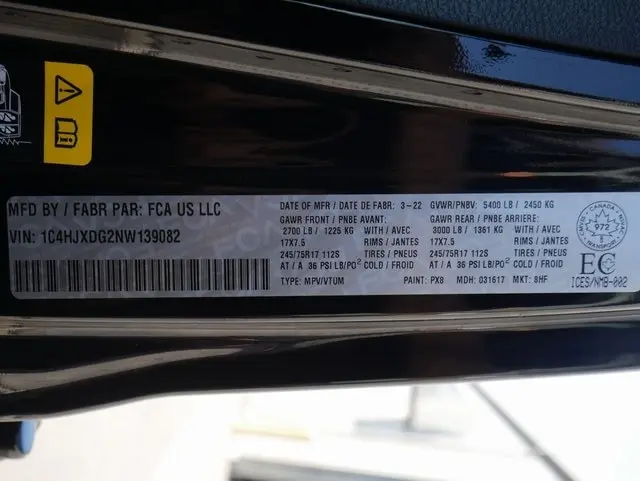 MFD BY / FABR PAR: FCA US LLC
VIN: 1C4HJXDG2NW139082
DATE OF MFR / DATE DE FABR: 3-22
GVWR/PNBV: 5400 LB / 2450 KG
GAWR FRONT / PNBE AVANT:
GAWR REAR / PNBE ARRIERE:
2700 LB / 1225 KG WITH / AVEC 3000 LB / 1361 KG WITH / AVEC
17X7.5 RIMS / JANTES 17X7.5 RIMS / JANTES
245/75R17 112S TIRES / PNEUS 245/75R17 112S TIRES / PNEUS
AT / A 36 PSI LB/PO² COLD / FROID AT / A 36 PSI LB/PO² COLD / FROID
TYPE: MPV/VTUM PAINT: PX8 MDH: 031617 MKT: 8HF
CANADA
972
TRANSPORT
EC
ICES/NMB-002